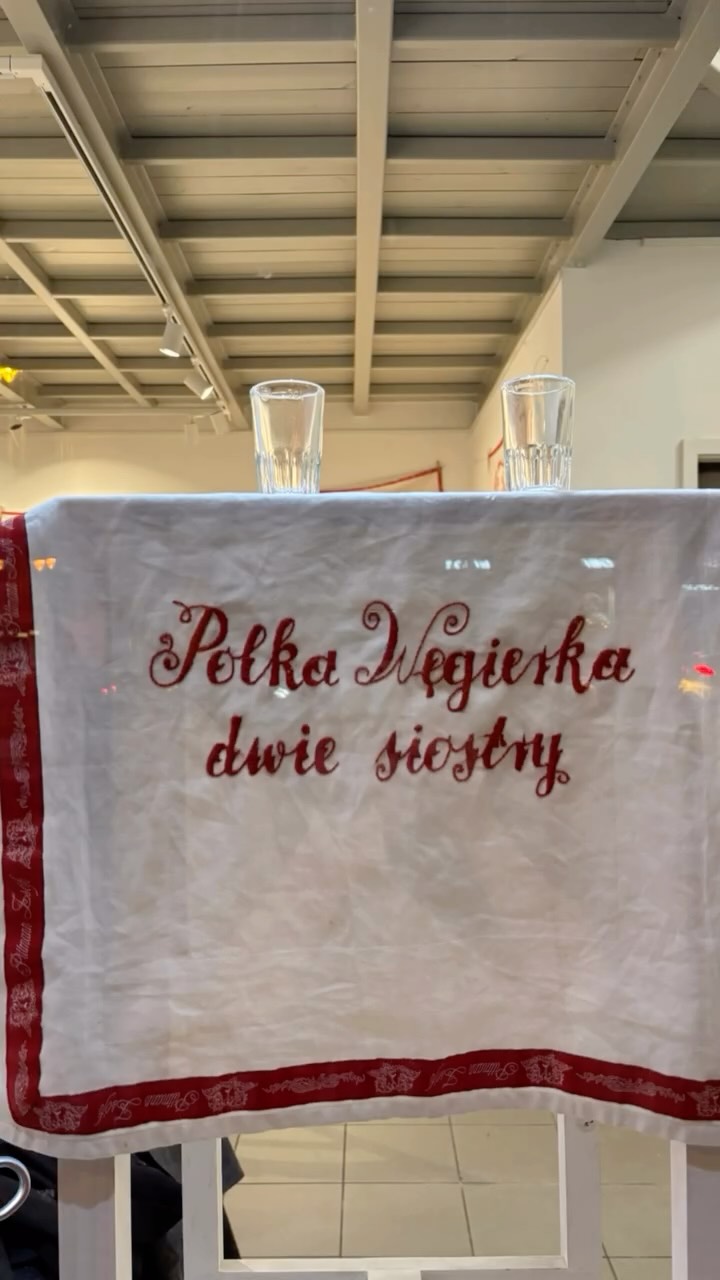 Polka Węgierka
dwie siostry